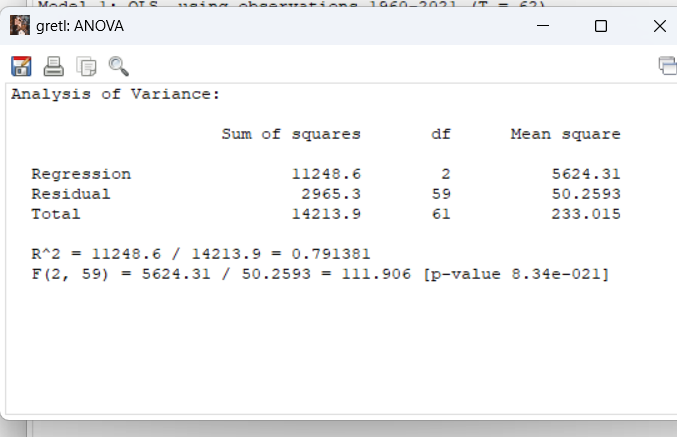 Model 1: OLS, using observations 1960-2021 (T = 62)
gretl: ANOVA
Analysis of Variance:
Sum of squares df Mean square
Regression 11248.6 2 5624.31
Residual 2965.3 59 50.2593
Total 14213.9 61 233.015
R^2 = 11248.6 / 14213.9 = 0.791381
F(2, 59) = 5624.31 / 50.2593 = 111.906 [p-value 8.34e-021]